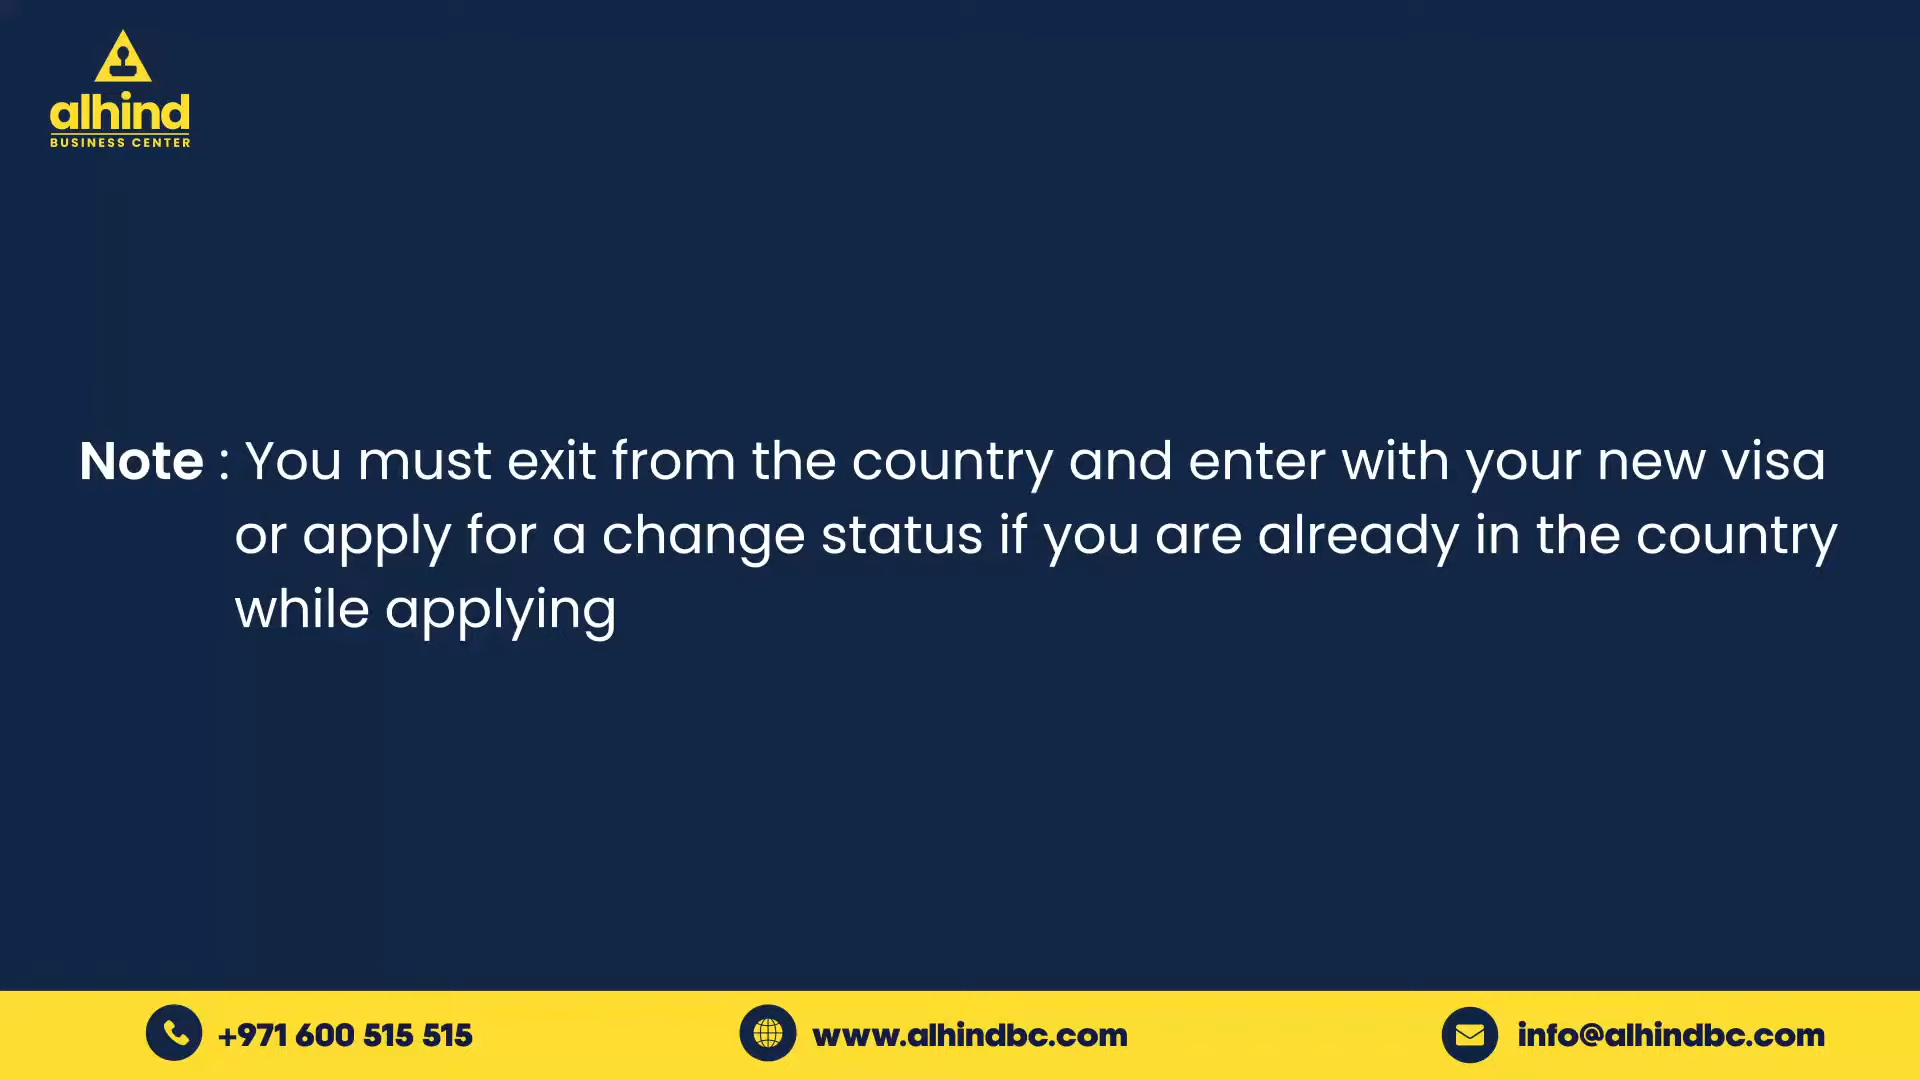 alhind
BUSINESS CENTER
Note : You must exit from the country and enter with your new visa
or apply for a change status if you are already in the country
while applying
+971 600 515 515
www.alhindbc.com
info@alhindbc.com